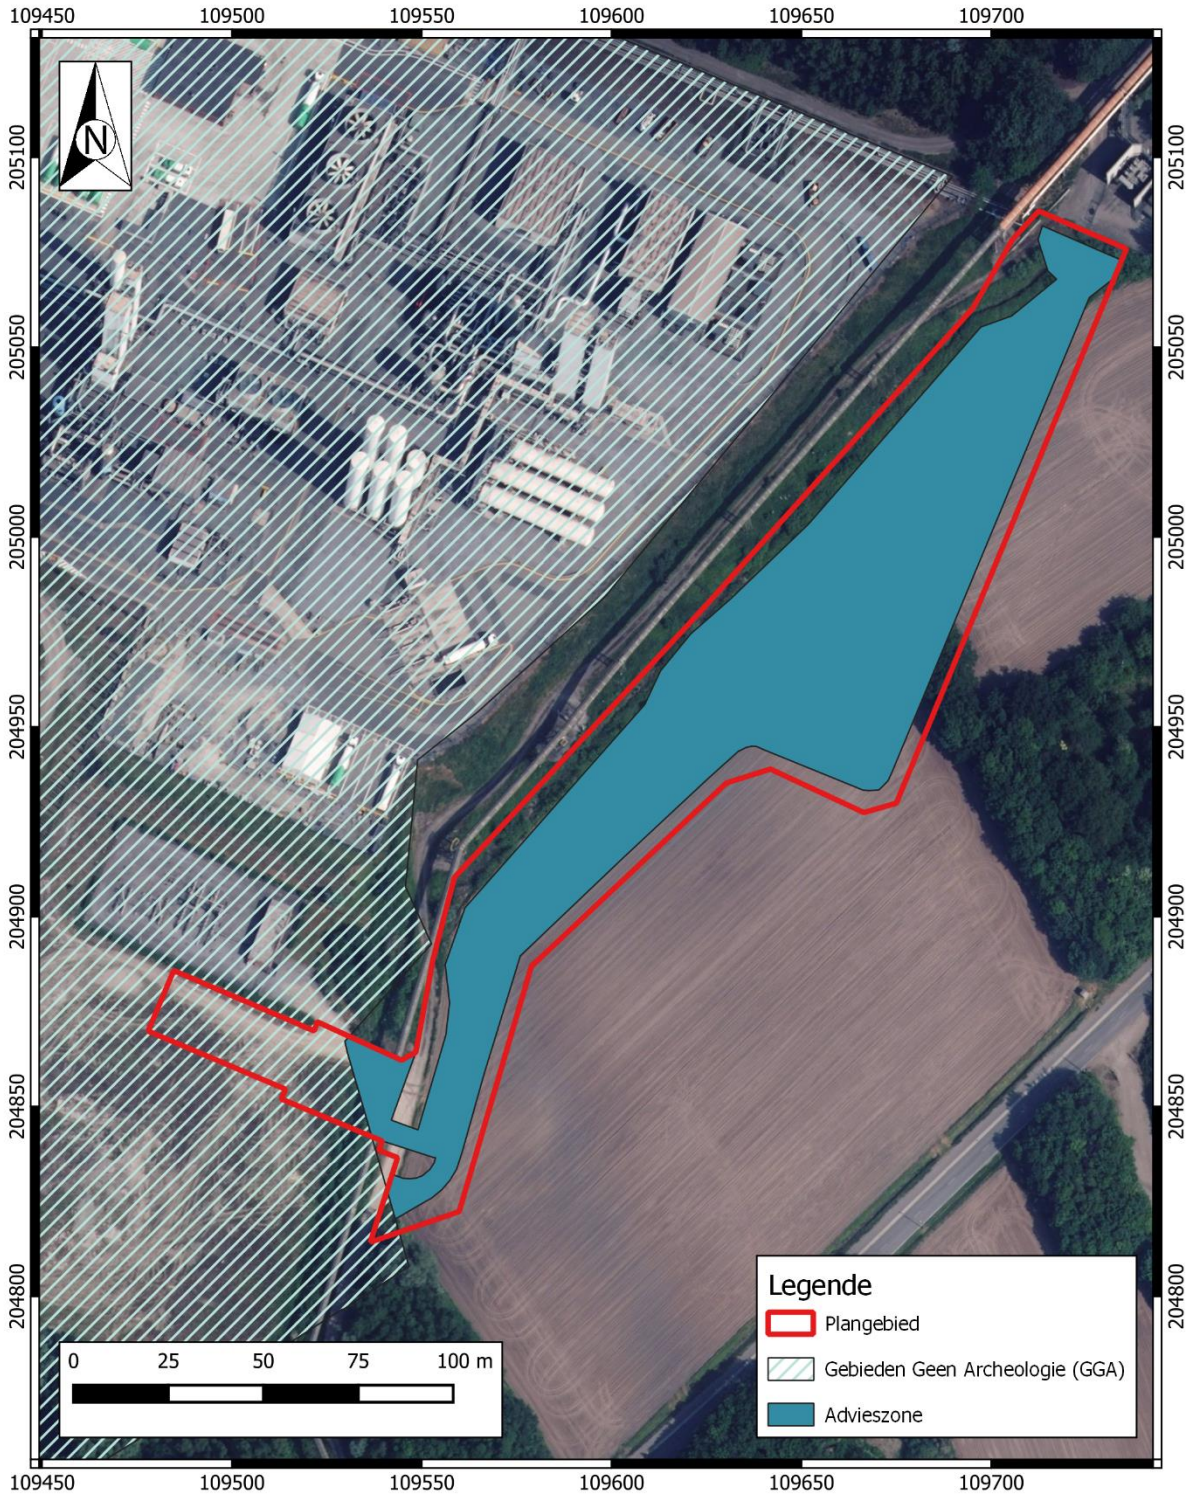 109450 109500 109550 109600 109650 109700
N
205100 205100
205050 205050
205000 205000
204950 204950
204900 204900
204850 204850
204800 204800
Legende
Plangebied
Gebieden Geen Archeologie (GGA)
Advieszone
0 25 50 75 100 m
109450 109500 109550 109600 109650 109700